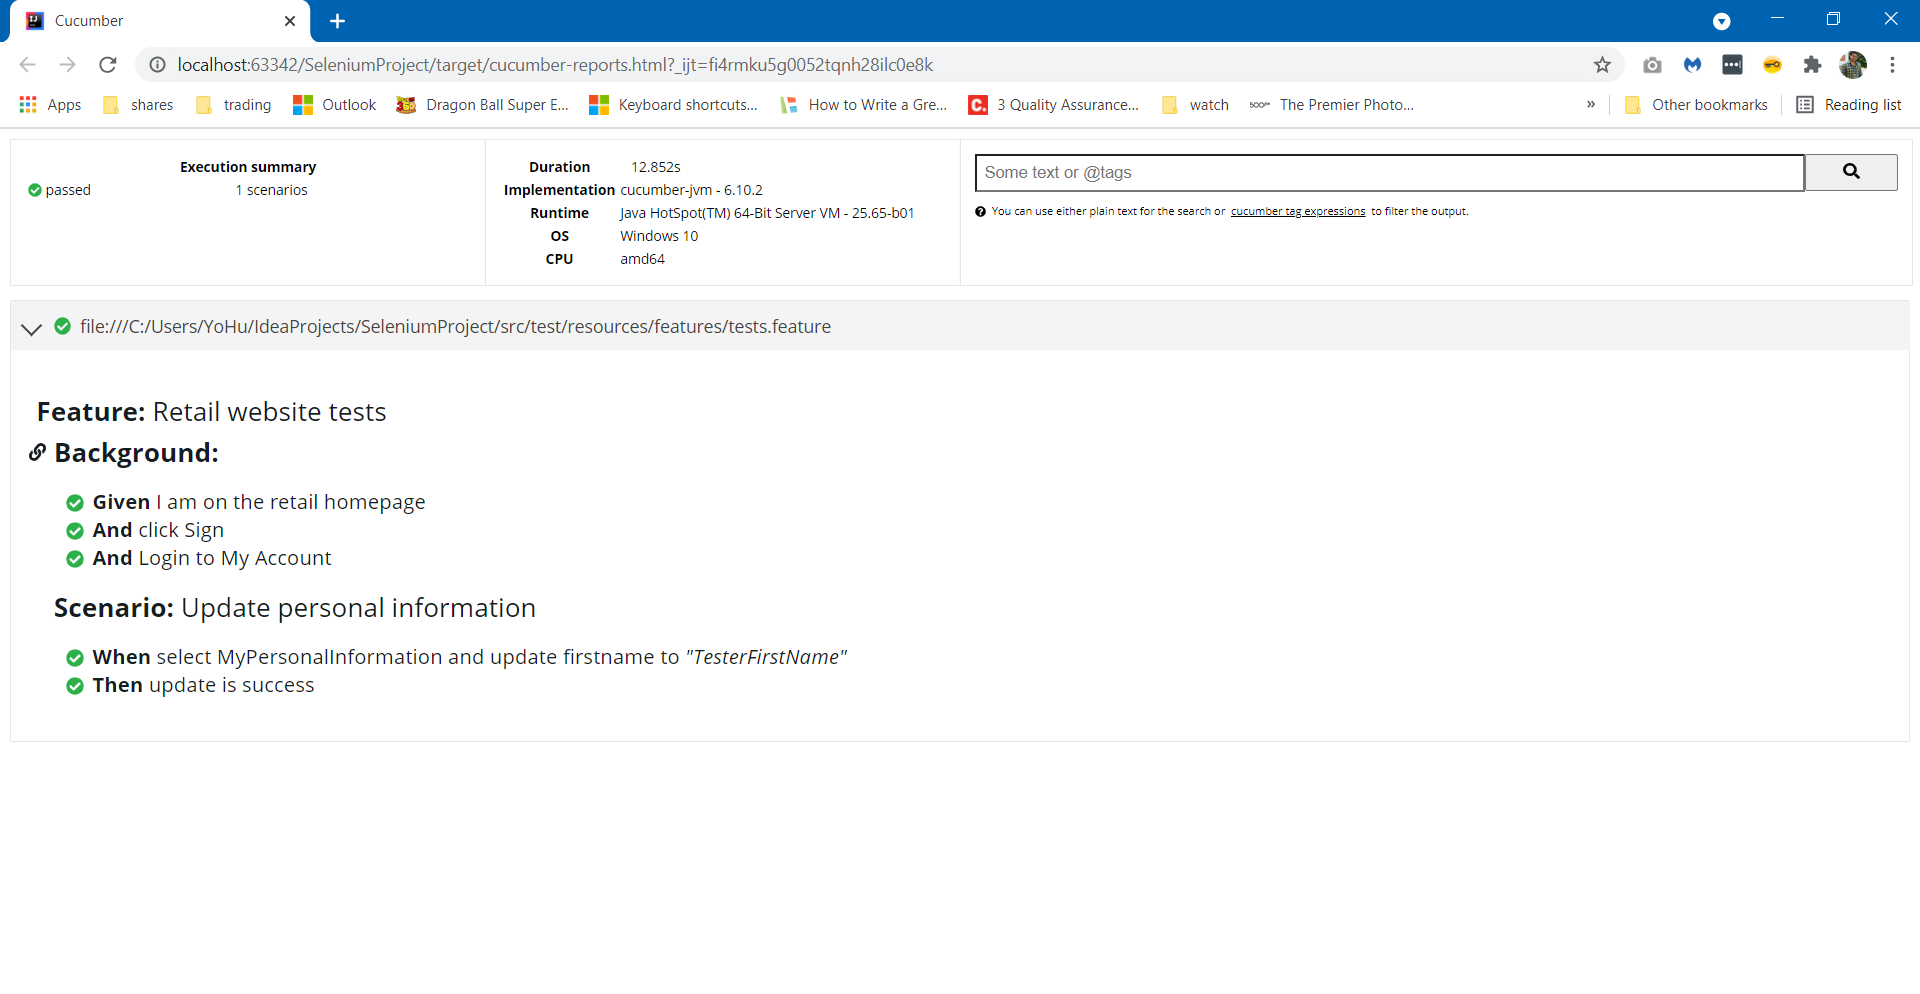 Cucumber
localhost:63342/SeleniumProject/target/cucumber-reports.html?_ijt=fi4rmku5g0052tqnh28ilc0e8k
Apps shares trading Outlook Dragon Ball Super E... Keyboard shortcuts... How to Write a Gre... C. 3 Quality Assurance... watch The Premier Photo... » Other bookmarks Reading list
Execution summary
passed 1 scenarios
Duration 12.852s
Implementation cucumber-jvm - 6.10.2
Runtime Java HotSpot(TM) 64-Bit Server VM - 25.65-b01
OS Windows 10
CPU amd64
Some text or @tags
You can use either plain text for the search or cucumber tag expressions to filter the output.
file:///C:/Users/YoHu/IdeaProjects/SeleniumProject/src/test/resources/features/tests.feature
Feature: Retail website tests
Background:
Given I am on the retail homepage
And click Sign
And Login to My Account
Scenario: Update personal information
When select MyPersonalInformation and update firstname to "TesterFirstName"
Then update is success